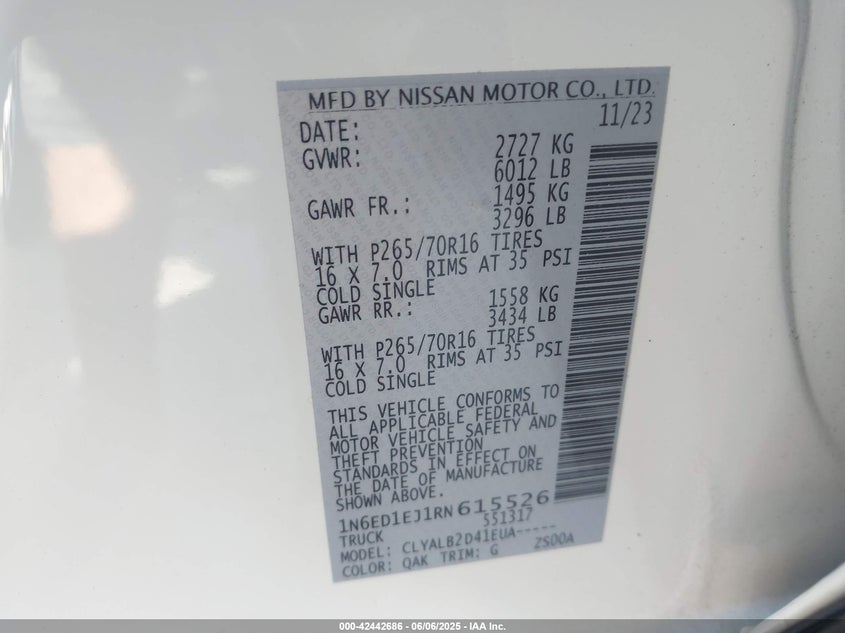 MFD BY NISSAN MOTOR CO., LTD.
DATE: 11/23
GVWR: 2727 KG
6012 LB
GAWR FR.: 1495 KG
3296 LB
WITH P265/70R16 TIRES
16 X 7.0 RIMS AT 35 PSI
COLD SINGLE
GAWR RR.: 1558 KG
3434 LB
WITH P265/70R16 TIRES
16 X 7.0 RIMS AT 35 PSI
COLD SINGLE
THIS VEHICLE CONFORMS TO
ALL APPLICABLE FEDERAL
MOTOR VEHICLE SAFETY AND
THEFT PREVENTION
STANDARDS IN EFFECT ON
THE DATE OF MANUFACTURE
SHOWN ABOVE.
1N6ED1EJ1RN615526
TRUCK 551317
MODEL: CLYALB2D41EUA-----
COLOR: QAK TRIM: G ZS00A
000-42442686 - 06/06/2025 - IAA Inc.